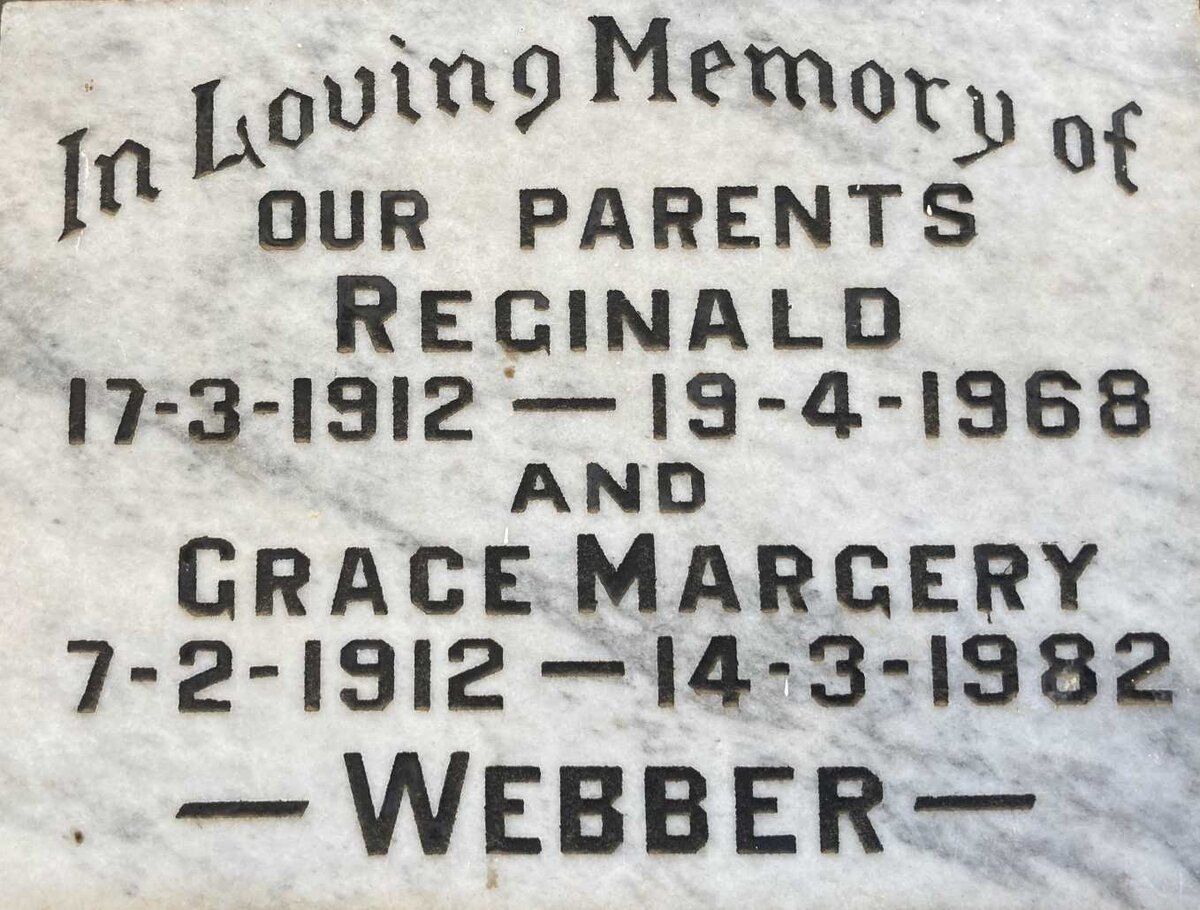 In Loving Memory of
OUR PARENTS
REGINALD
17-3-1912 — 19-4-1968
AND
GRACE MARGERY
7-2-1912 — 14-3-1982
— WEBBER —